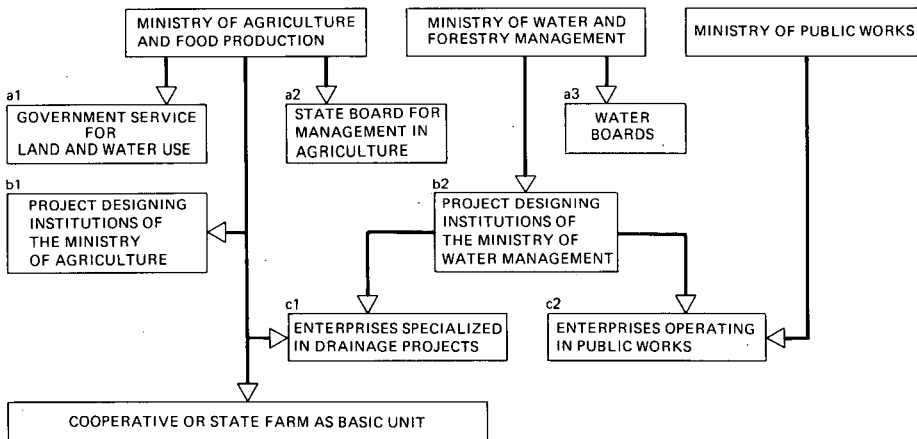 MINISTRY OF AGRICULTURE
AND FOOD PRODUCTION
MINISTRY OF WATER AND
FORESTRY MANAGEMENT
MINISTRY OF PUBLIC WORKS
a1
GOVERNMENT SERVICE
FOR
LAND AND WATER USE
a2
STATE BOARD FOR
MANAGEMENT IN
AGRICULTURE
a3
WATER
BOARDS
b1
PROJECT DESIGNING
INSTITUTIONS OF
THE MINISTRY
OF AGRICULTURE
b2
PROJECT DESIGNING
INSTITUTIONS OF
THE MINISTRY OF
WATER MANAGEMENT
c1
ENTERPRISES SPECIALIZED
IN DRAINAGE PROJECTS
c2
ENTERPRISES OPERATING
IN PUBLIC WORKS
COOPERATIVE OR STATE FARM AS BASIC UNIT